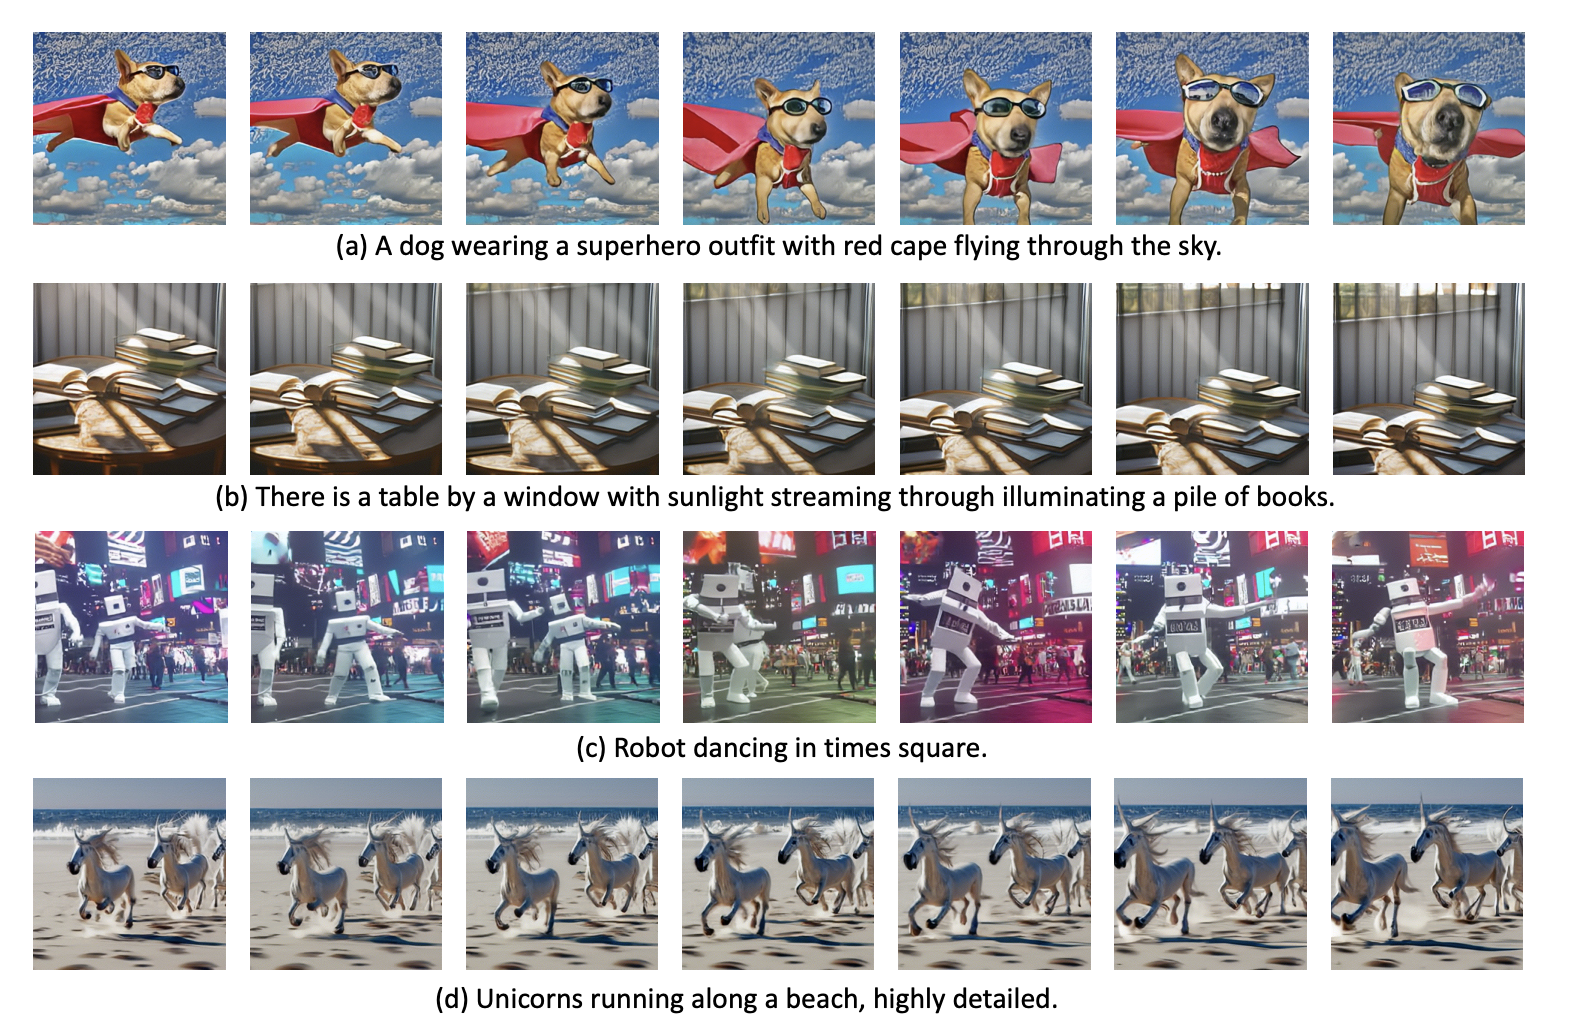 (a) A dog wearing a superhero outfit with red cape flying through the sky.
(b) There is a table by a window with sunlight streaming through illuminating a pile of books.
(c) Robot dancing in times square.
(d) Unicorns running along a beach, highly detailed.